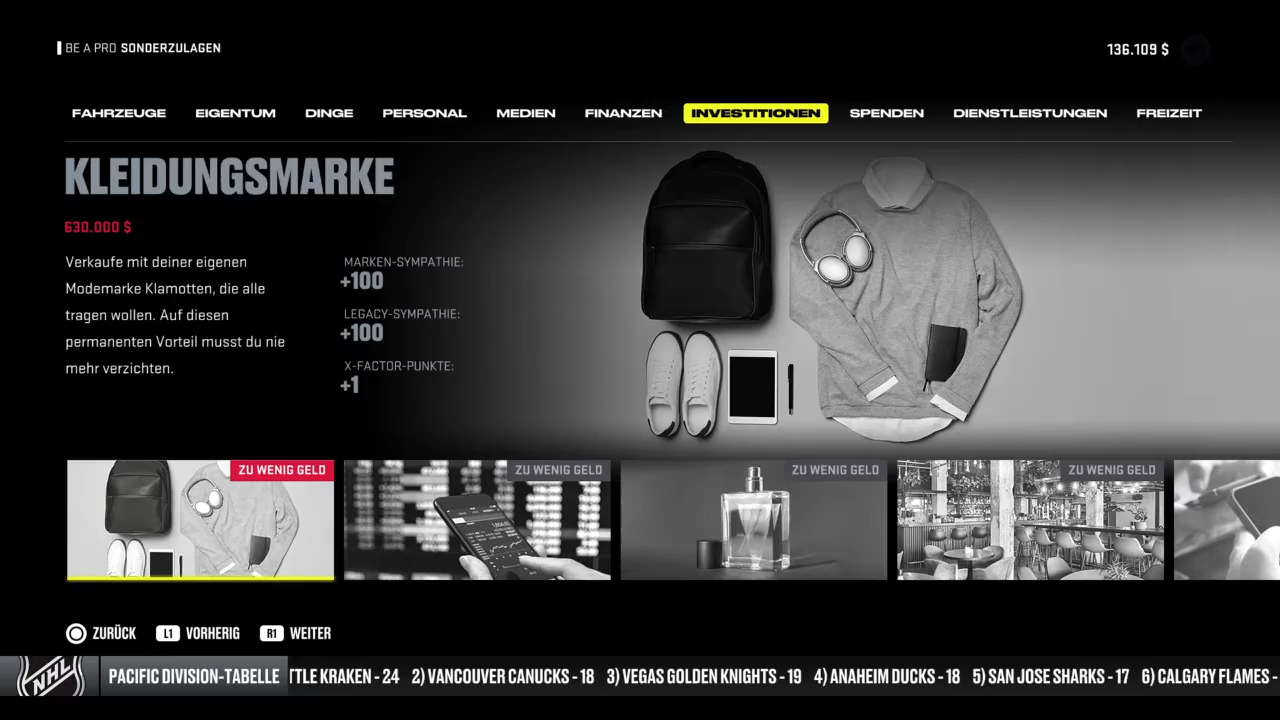 BE A PRO SONDERZULAGEN
136.109 $
FAHRZEUGE EIGENTUM DINGE PERSONAL MEDIEN FINANZEN INVESTITIONEN SPENDEN DIENSTLEISTUNGEN FREIZEIT
KLEIDUNGSMARKE
630.000 $
Verkaufe mit deiner eigenen
Modemarke Klamotten, die alle
tragen wollen. Auf diesen
permanenten Vorteil musst du nie
mehr verzichten.
MARKEN-SYMPATHIE:
+100
LEGACY-SYMPATHIE:
+100
X-FACTOR-PUNKTE:
+1
ZU WENIG GELD ZU WENIG GELD ZU WENIG GELD ZU WENIG GELD
ZURÜCK L1 VORHERIG R1 WEITER
NHL PACIFIC DIVISION-TABELLE TTLE KRAKEN - 24 2) VANCOUVER CANUCKS - 18 3) VEGAS GOLDEN KNIGHTS - 19 4) ANAHEIM DUCKS - 18 5) SAN JOSE SHARKS - 17 6) CALGARY FLAMES -